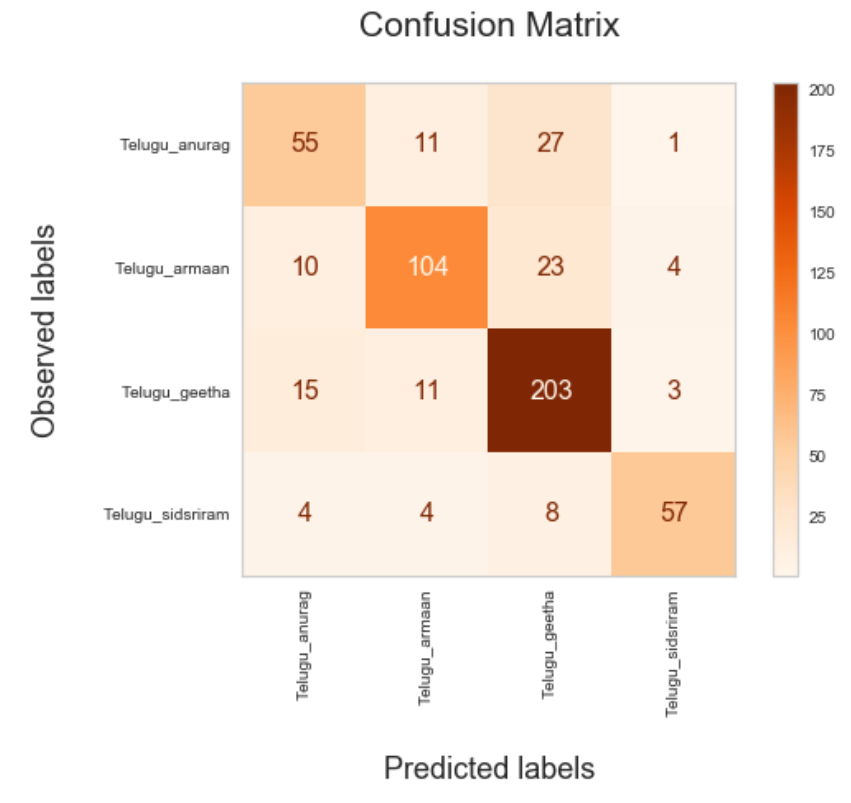 Confusion Matrix
Observed labels
Telugu_anurag 55 11 27 1
Telugu_armaan 10 104 23 4
Telugu_geetha 15 11 203 3
Telugu_sidsriram 4 4 8 57
Telugu_anurag
Telugu_armaan
Telugu_geetha
Telugu_sidsriram
Predicted labels
200
175
150
125
100
75
50
25